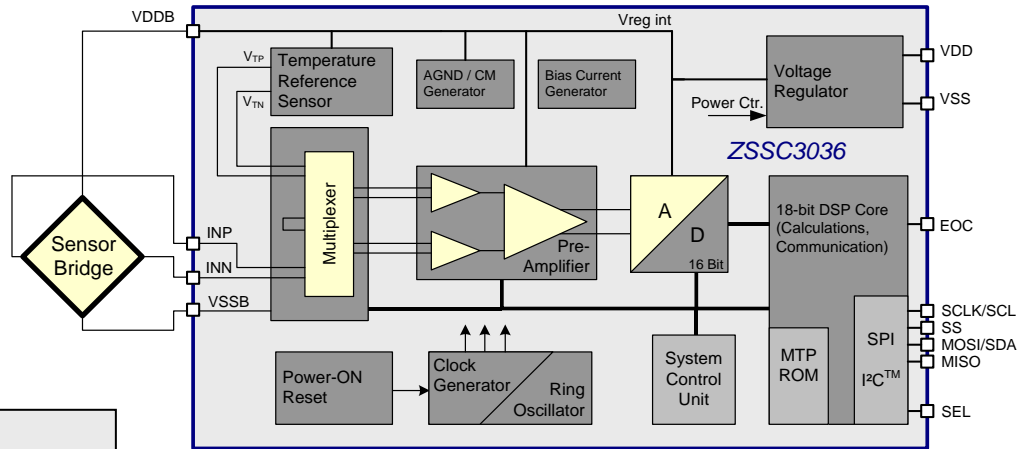 VDDB
Vreg int
VTP
VTN
Temperature
Reference
Sensor
AGND / CM
Generator
Bias Current
Generator
Voltage
Regulator
VDD
VSS
Power Ctr.
ZSSC3036
Multiplexer
Sensor
Bridge
INP
INN
VSSB
Pre-
Amplifier
A
D
16 Bit
18-bit DSP Core
(Calculations,
Communication)
EOC
SCLK/SCL
SS
MOSI/SDA
MISO
SEL
SPI
I²C™
MTP
ROM
System
Control
Unit
Power-ON
Reset
Clock
Generator
Ring
Oscillator